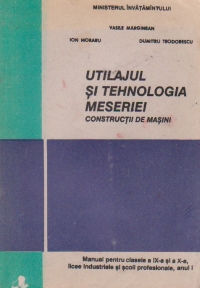 MINISTERUL ÎNVĂŢĂMÎNTULUI
VASILE MARGINEAN
ION MORARU DUMITRU TEODORESCU
UTILAJUL
ŞI TEHNOLOGIA
MESERIEI
CONSTRUCŢII DE MAŞINI
Manual pentru clasele a IX-a şi a X-a,
licee industriale şi şcoli profesionale, anul I